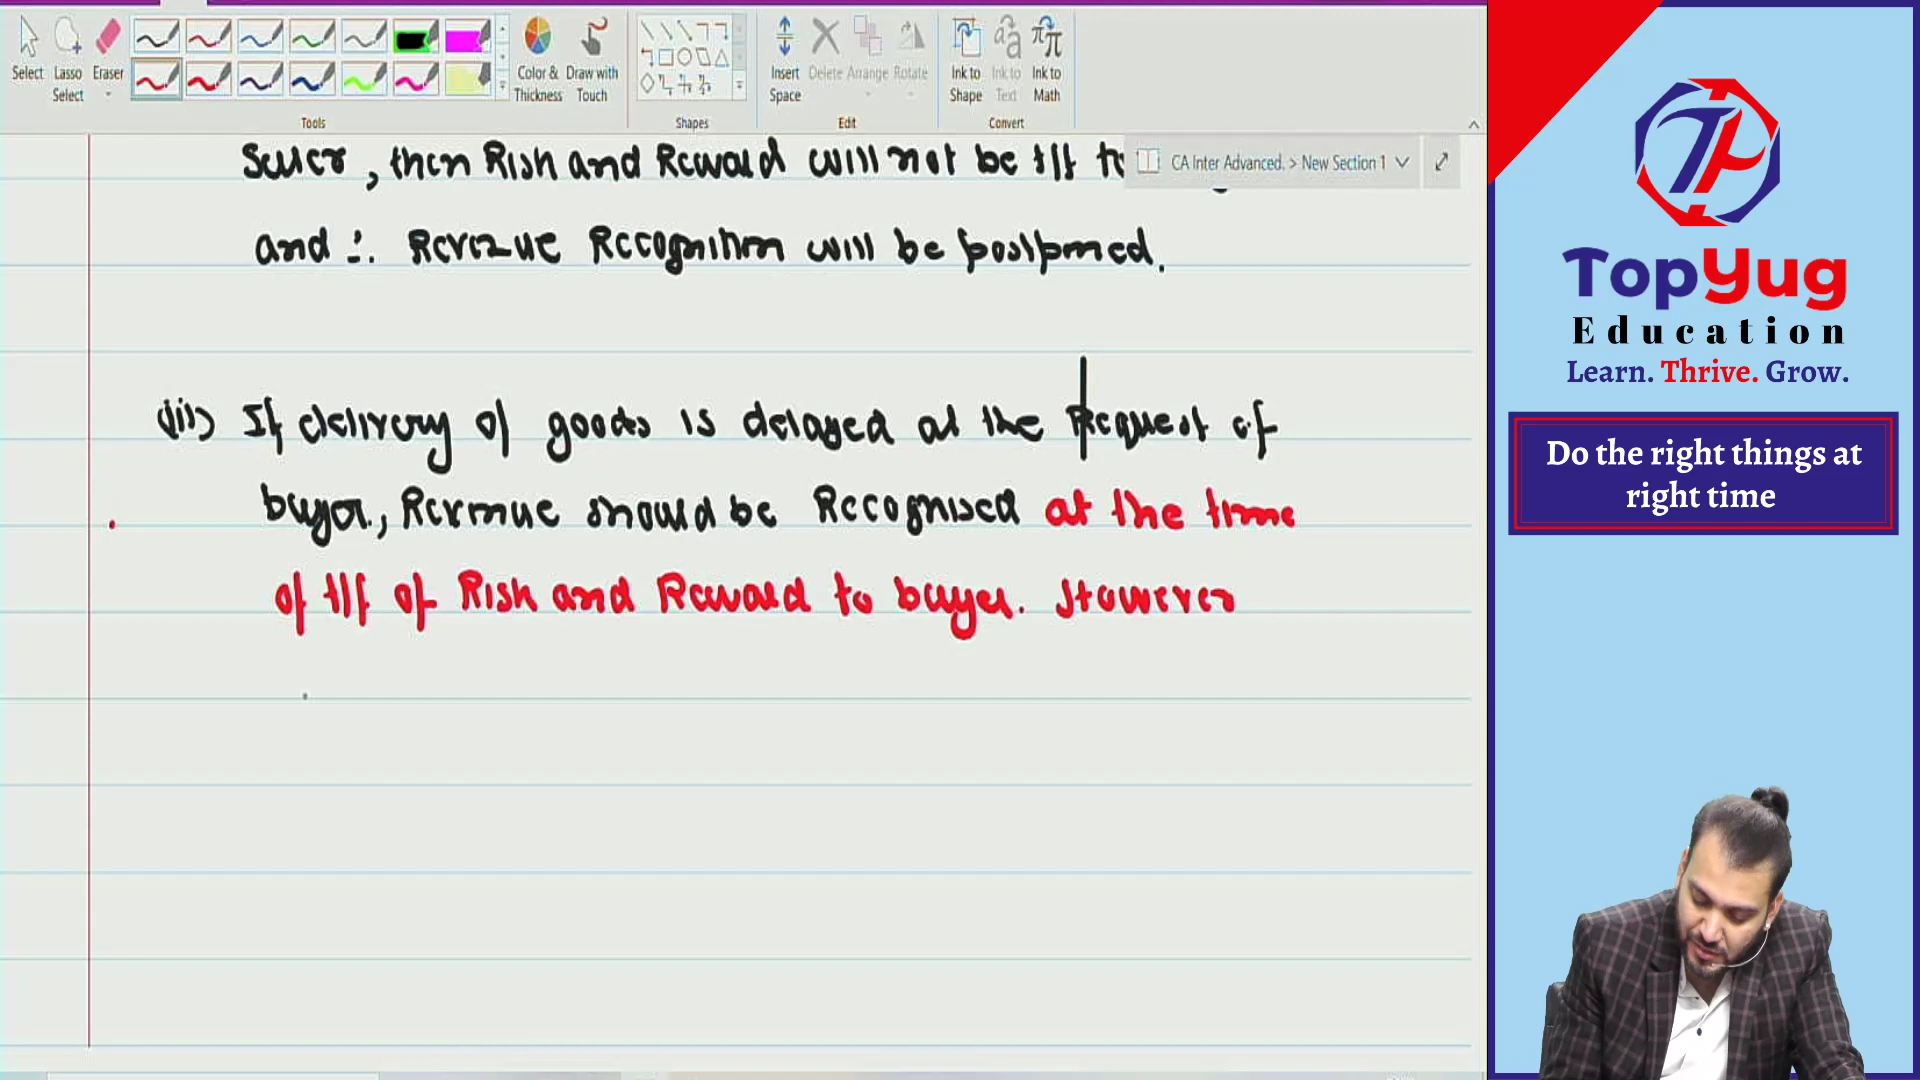 Select
Lasso Select
Eraser
Color & Thickness
Draw with Touch
Insert Space
Delete
Arrange
Rotate
Ink to Shape
Ink to Text
Ink to Math
Tools
Shapes
Edit
Convert
CA Inter Advanced. > New Section 1
Seller, then Risk and Reward will not be t/f to
and ∴ Revenue Recognition will be postponed.
(ii) If delivery of goods is delayed at the Request of
buyer, Revenue should be Recognised at the time
of t/f of Risk and Reward to buyer. However
TopYug
Education
Learn. Thrive. Grow.
Do the right things at
right time